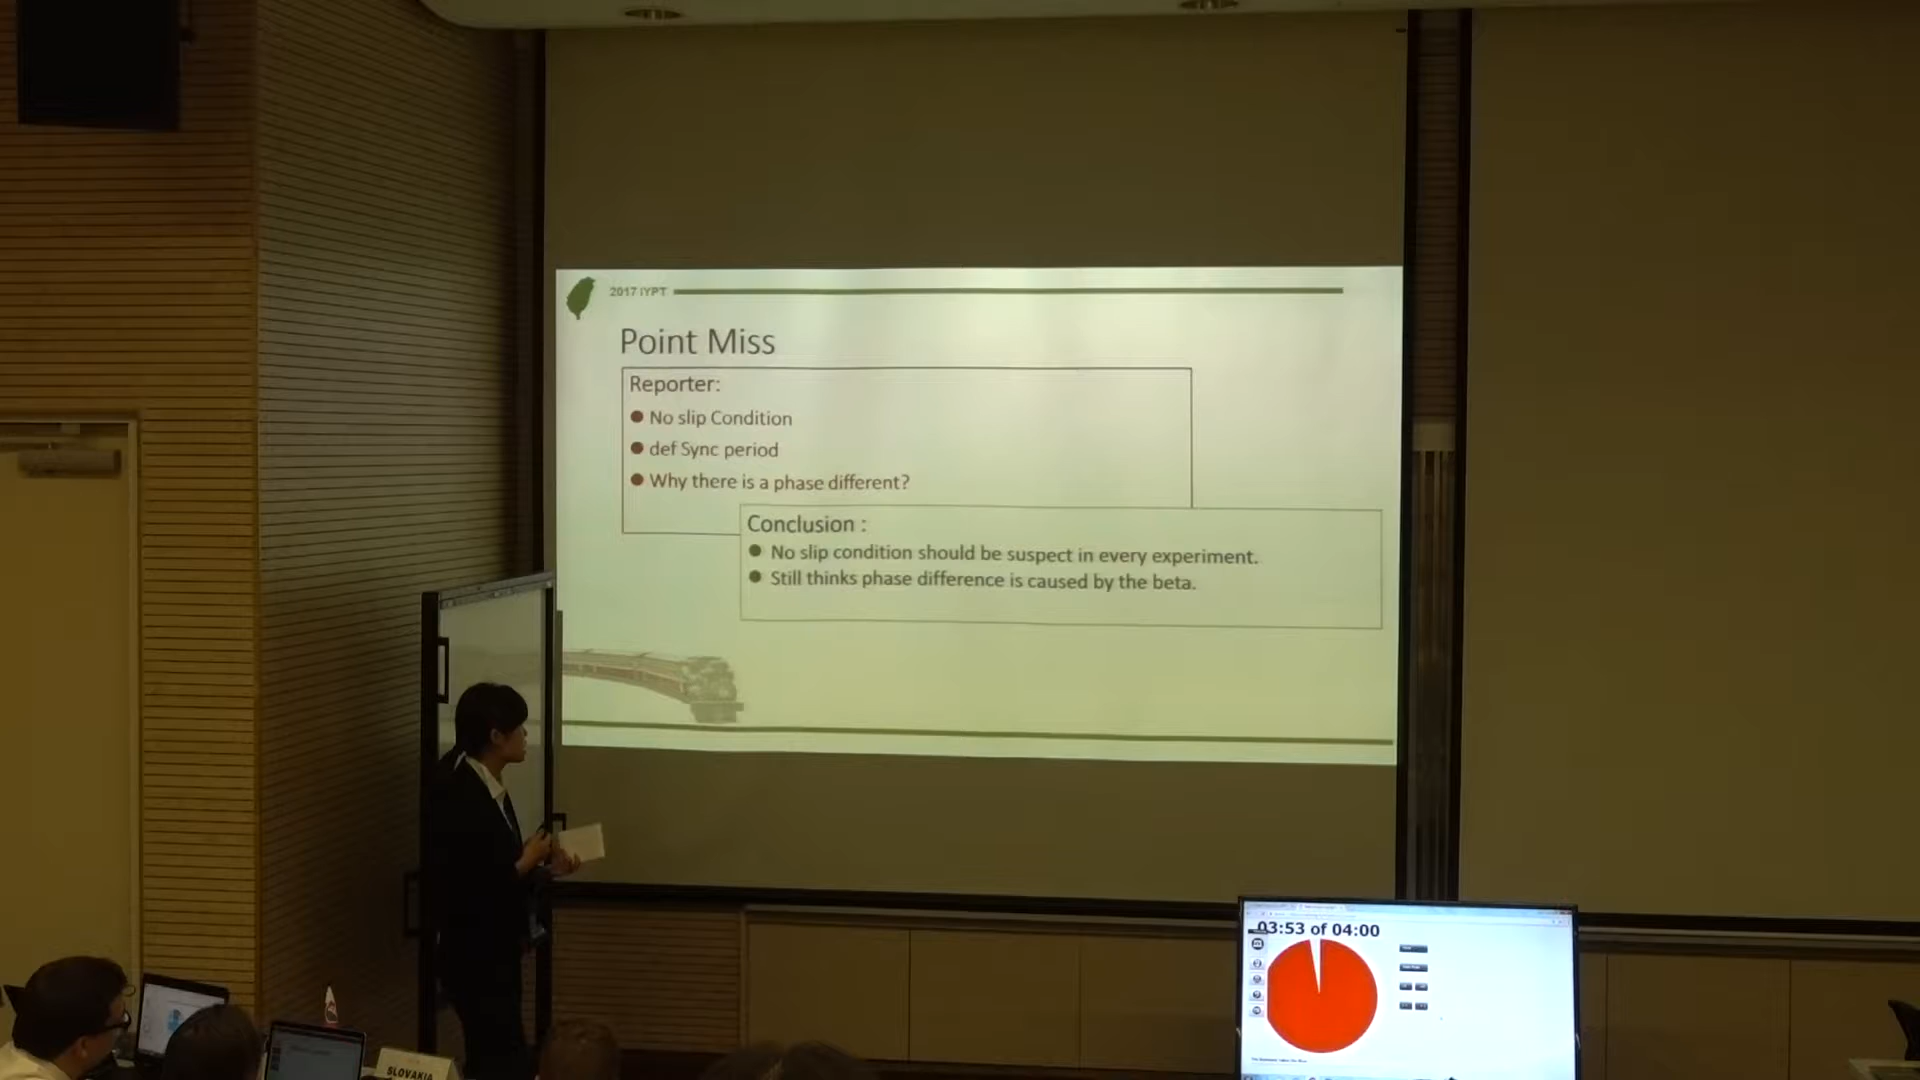 2017 IYPT
Point Miss
Reporter:
No slip Condition
def Sync period
Why there is a phase different?
Conclusion :
No slip condition should be suspect in every experiment.
Still thinks phase difference is caused by the beta.
03:53 of 04:00
SLOVAKIA